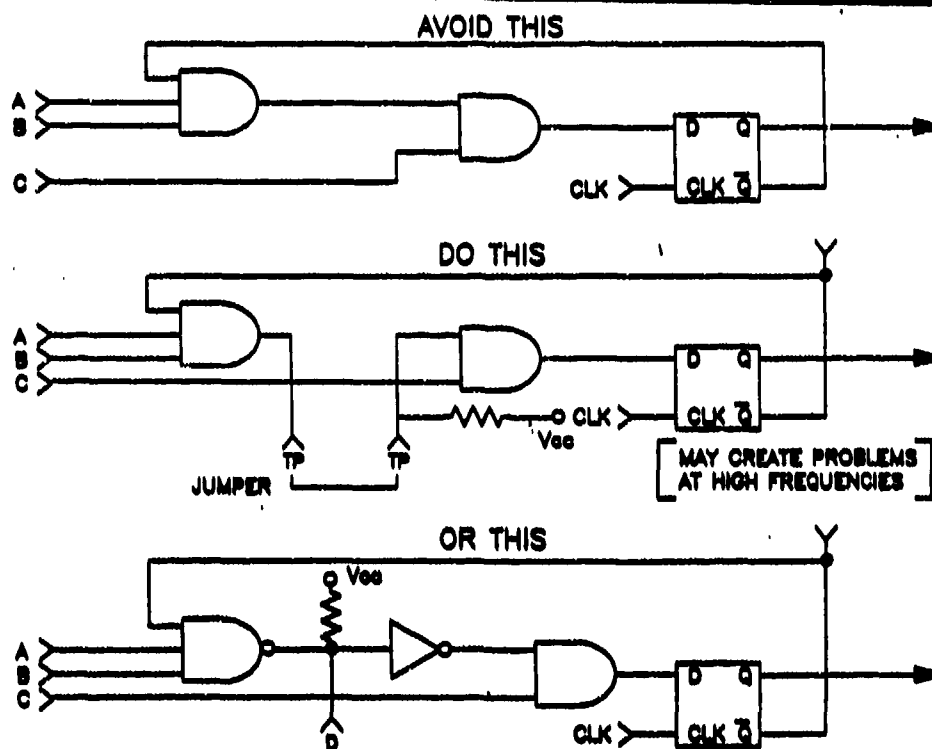 AVOID THIS
A
B
C
D Q
CLK CLK Q̅
DO THIS
A
B
C
D Q
CLK CLK Q̅
Vcc
TP TP
JUMPER
MAY CREATE PROBLEMS
AT HIGH FREQUENCIES
OR THIS
Vcc
A
B
C
D Q
CLK CLK Q̅
D